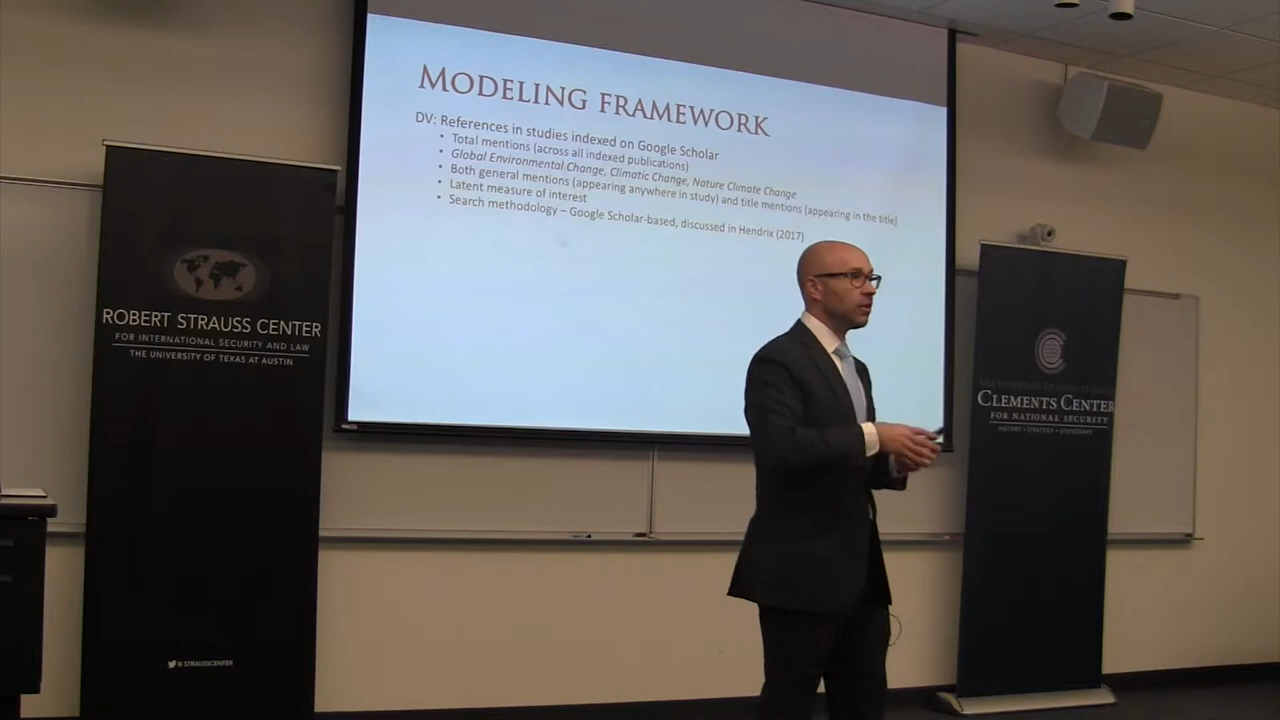 MODELING FRAMEWORK
DV: References in studies indexed on Google Scholar
• Total mentions (across all indexed publications)
• Global Environmental Change, Climatic Change, Nature Climate Change
• Both general mentions (appearing anywhere in study) and title mentions (appearing in the title)
• Latent measure of interest
• Search methodology – Google Scholar-based, discussed in Hendrix (2017)
ROBERT STRAUSS CENTER
FOR INTERNATIONAL SECURITY AND LAW
THE UNIVERSITY OF TEXAS AT AUSTIN
@STRAUSSCENTER
CLEMENTS CENTER
FOR NATIONAL SECURITY
HISTORY • STRATEGY • STATECRAFT